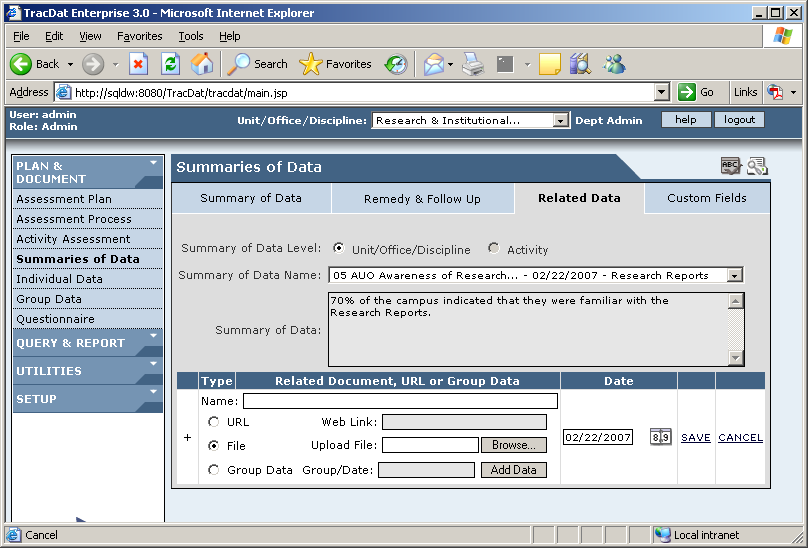 TracDat Enterprise 3.0 - Microsoft Internet Explorer
File Edit View Favorites Tools Help
Back Search Favorites
Address http://sqldw:8080/TracDat/tracdat/main.jsp Go Links
User: admin
Role: Admin
Unit/Office/Discipline: Research & Institutional... Dept Admin help logout
PLAN &
DOCUMENT
Assessment Plan
Assessment Process
Activity Assessment
Summaries of Data
Individual Data
Group Data
Questionnaire
QUERY & REPORT
UTILITIES
SETUP
Summaries of Data
ABC
Summary of Data Remedy & Follow Up Related Data Custom Fields
Summary of Data Level: Unit/Office/Discipline Activity
Summary of Data Name: 05 AUO Awareness of Research... - 02/22/2007 - Research Reports
Summary of Data: 70% of the campus indicated that they were familiar with the
Research Reports.
Type Related Document, URL or Group Data Date
Name:
URL Web Link:
+ File Upload File: Browse... 02/22/2007 8 9 SAVE CANCEL
Group Data Group/Date: Add Data
Cancel Local intranet